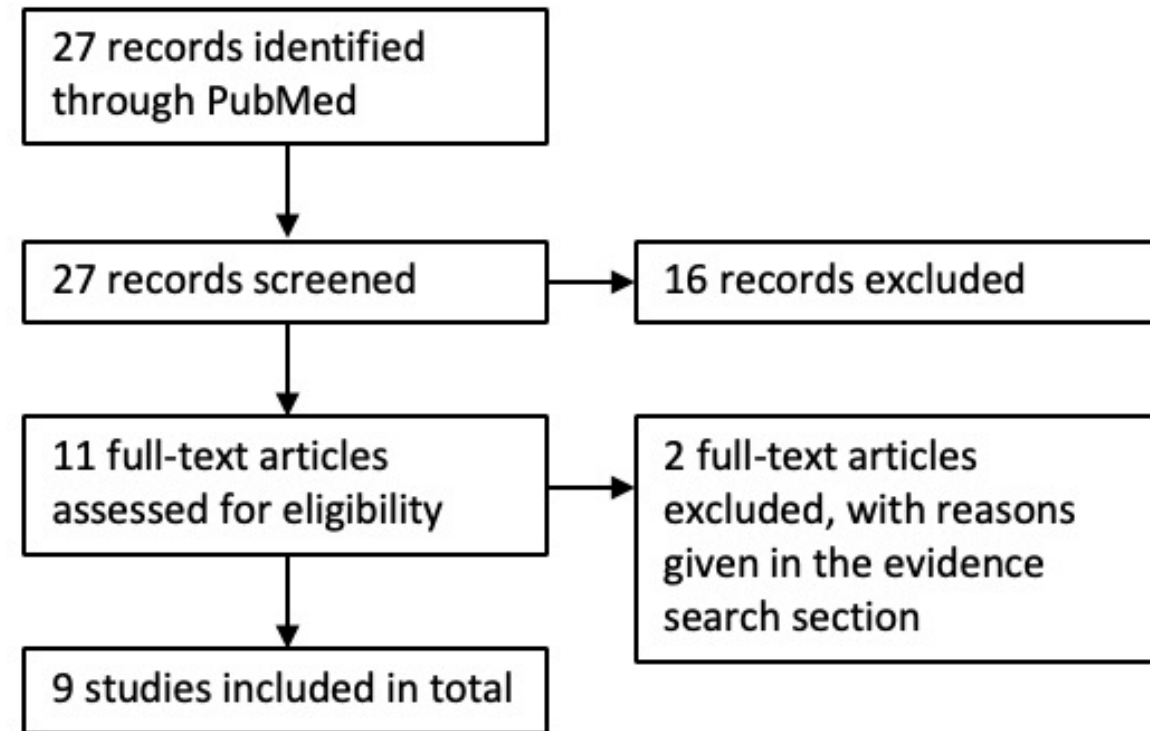 27 records identified
through PubMed
27 records screened
16 records excluded
11 full-text articles
assessed for eligibility
2 full-text articles
excluded, with reasons
given in the evidence
search section
9 studies included in total